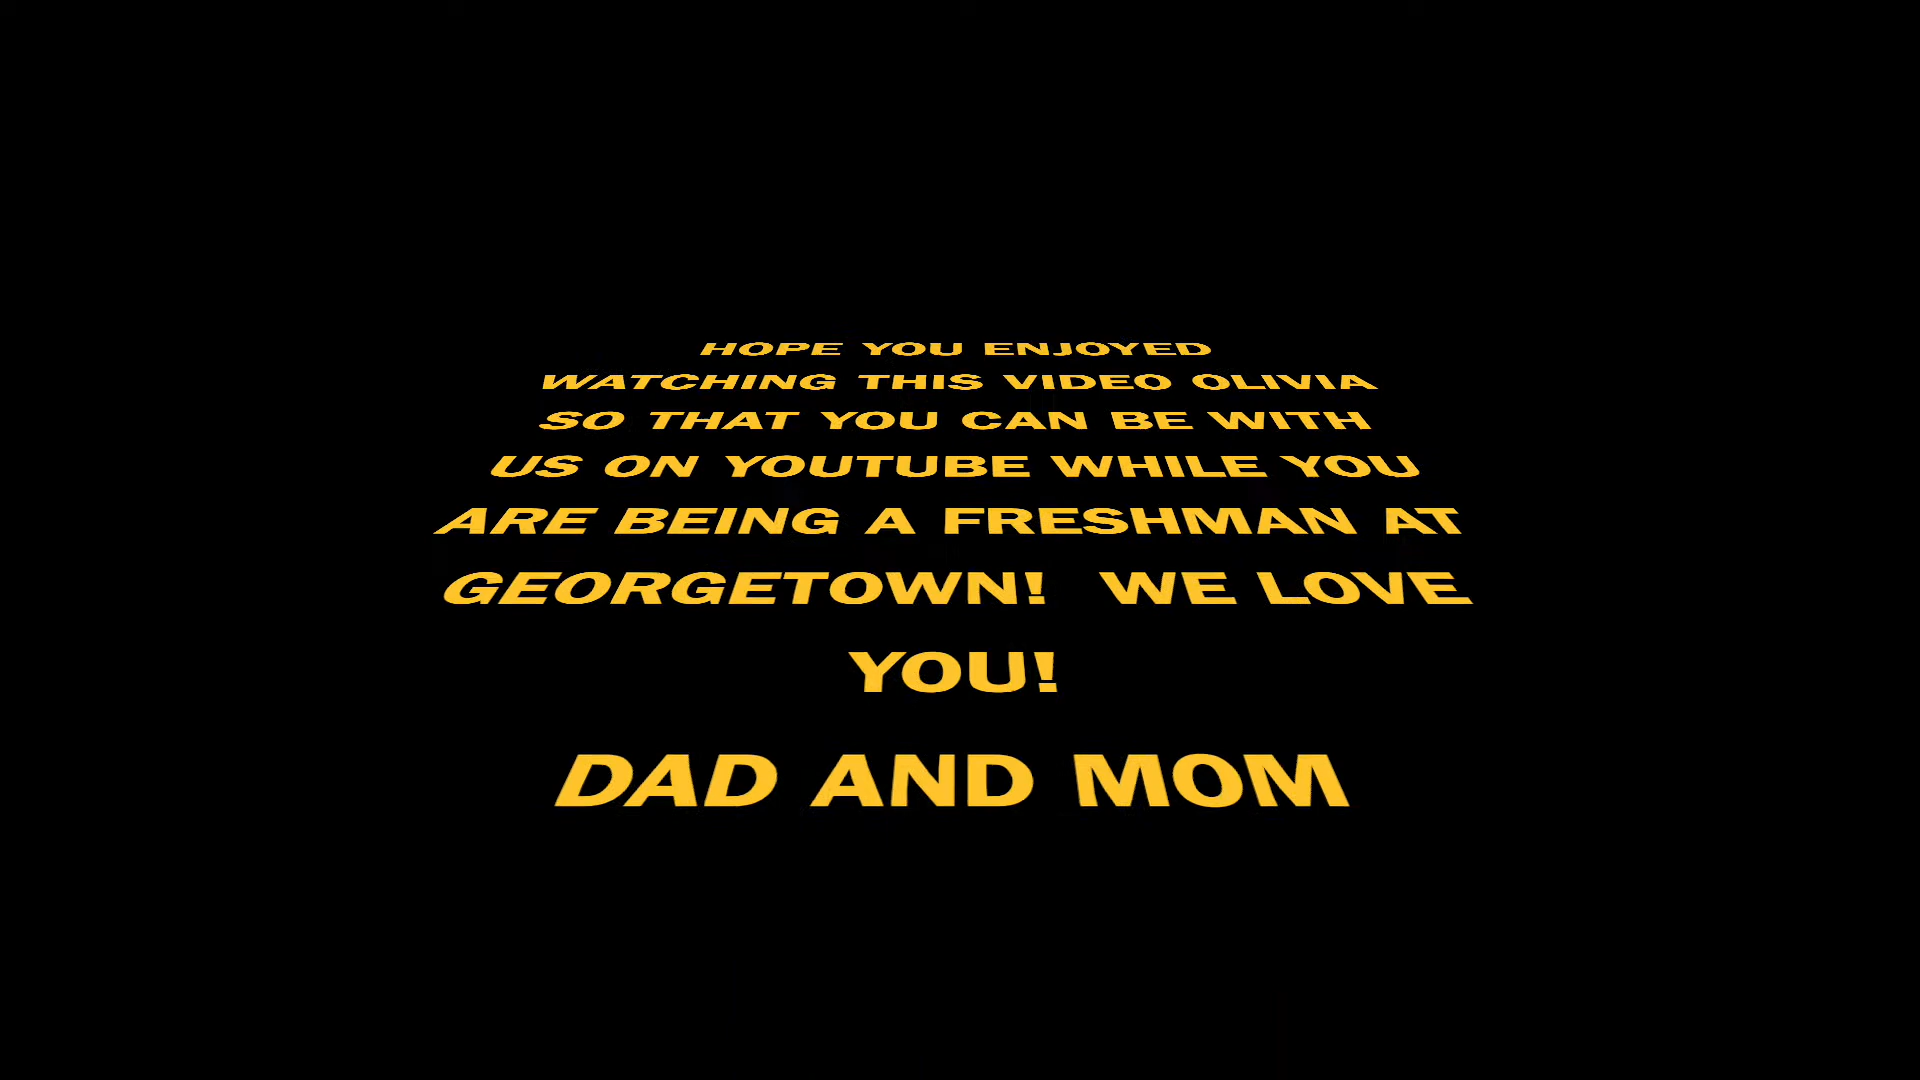 HOPE YOU ENJOYED
WATCHING THIS VIDEO OLIVIA
SO THAT YOU CAN BE WITH
US ON YOUTUBE WHILE YOU
ARE BEING A FRESHMAN AT
GEORGETOWN!  WE LOVE
YOU!
DAD AND MOM